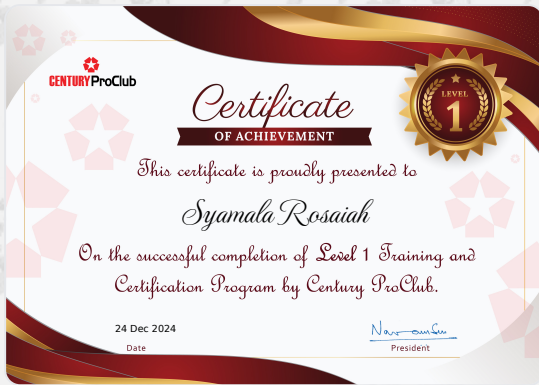 CENTURY ProClub
Certificate
OF ACHIEVEMENT
LEVEL
1
This certificate is proudly presented to
Syamala Rosaiah
On the successful completion of Level 1 Training and
Certification Program by Century ProClub.
24 Dec 2024
Date
President